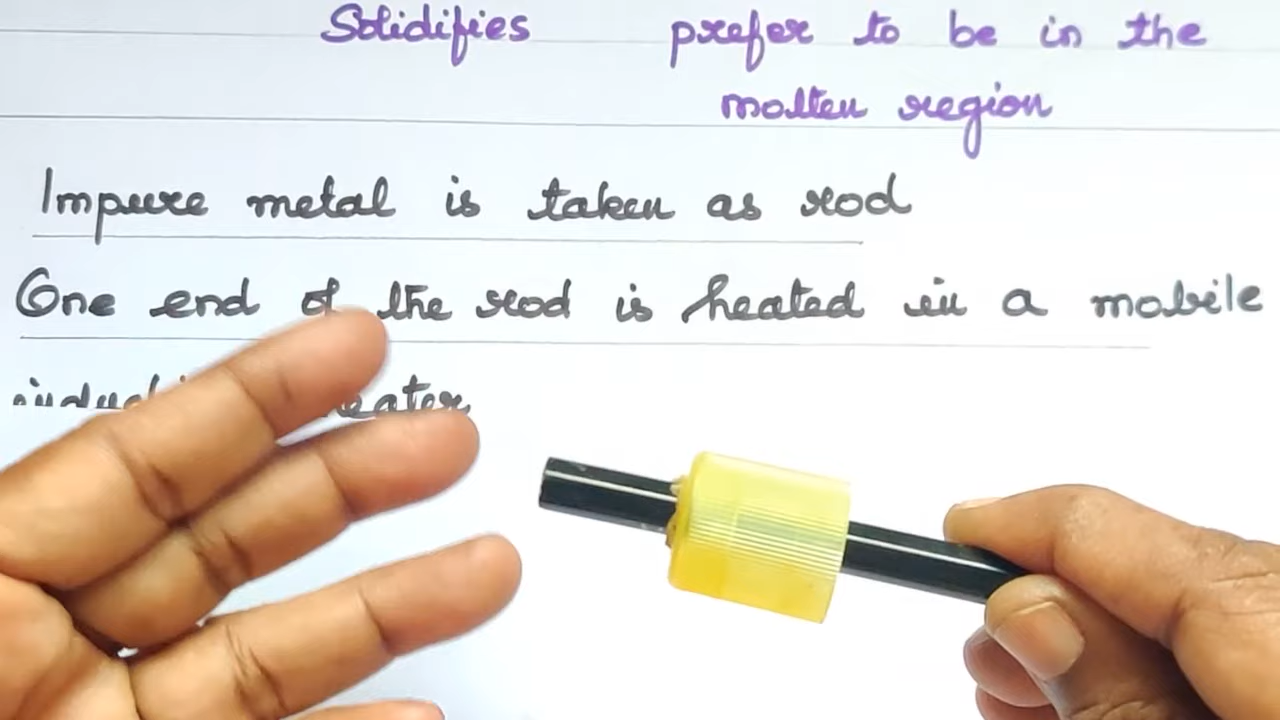 Solidifies prefer to be in the
molten region
Impure metal is taken as rod
One end of the rod is heated in a mobile
heater